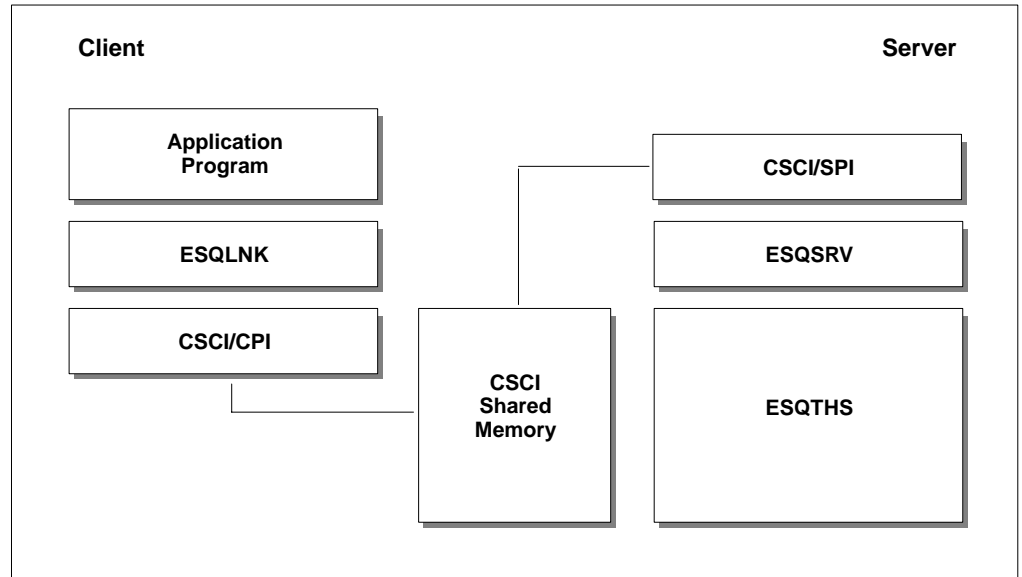 Client
Server
Application
Program
ESQLNK
CSCI/CPI
CSCI
Shared
Memory
CSCI/SPI
ESQSRV
ESQTHS